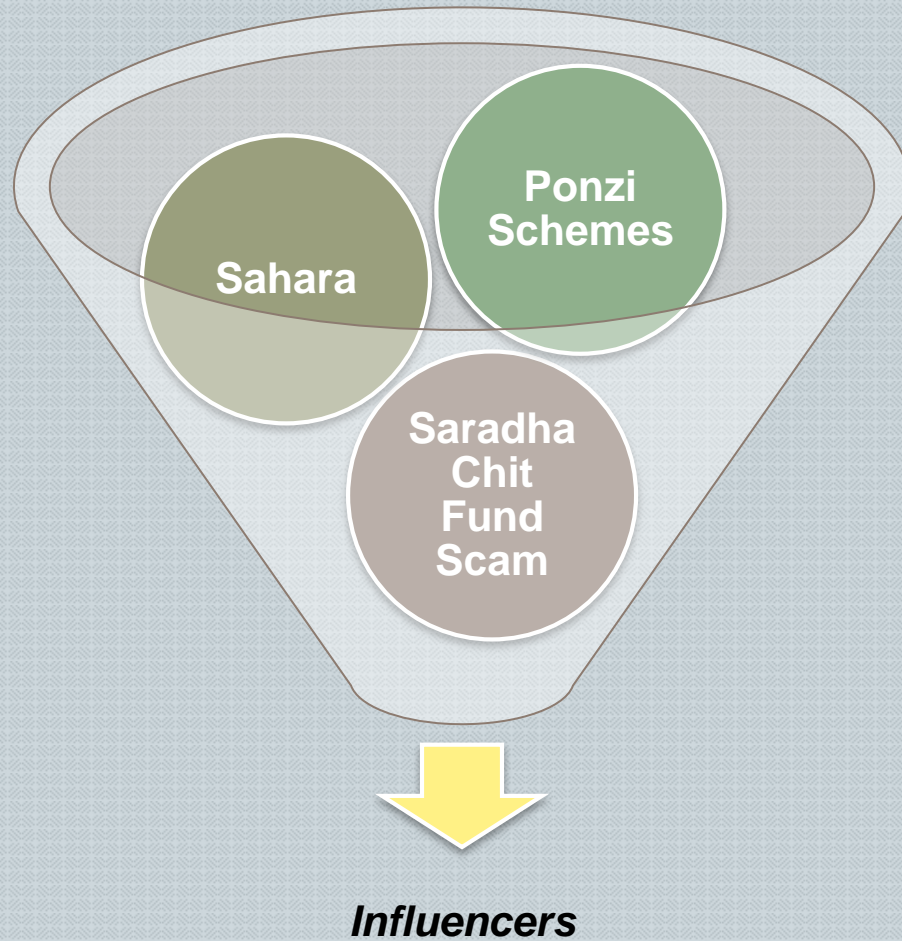 Ponzi
Schemes
Sahara
Saradha
Chit
Fund
Scam
Influencers